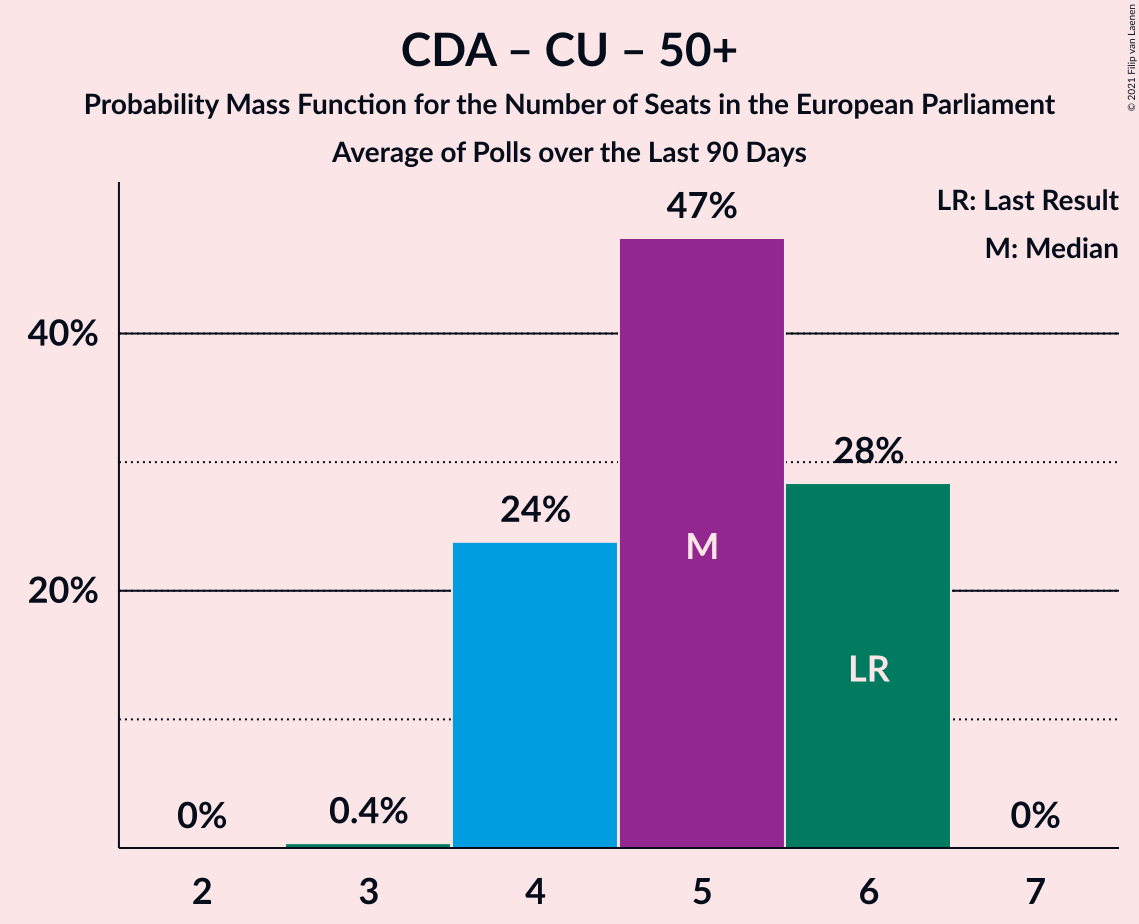 CDA – CU – 50+
Probability Mass Function for the Number of Seats in the European Parliament
Average of Polls over the Last 90 Days
© 2021 Filip van Laenen
LR: Last Result
M: Median
47%
40%
28%
24%
M
20%
LR
0%
0.4%
0%
2 3 4 5 6 7